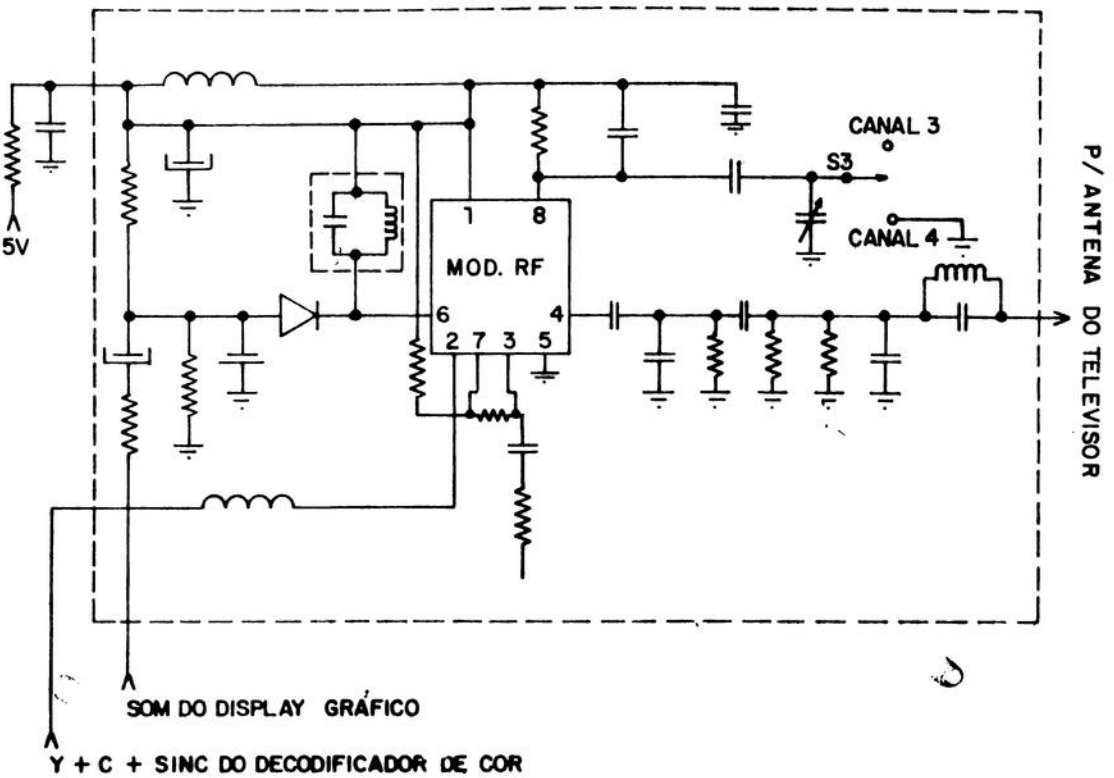 CANAL 3
S3
CANAL 4
5V
1
8
MOD. RF
6
4
2
7
3
5
P/ ANTENA DO TELEVISOR
SOM DO DISPLAY GRÁFICO
Y + C + SINC DO DECODIFICADOR DE COR